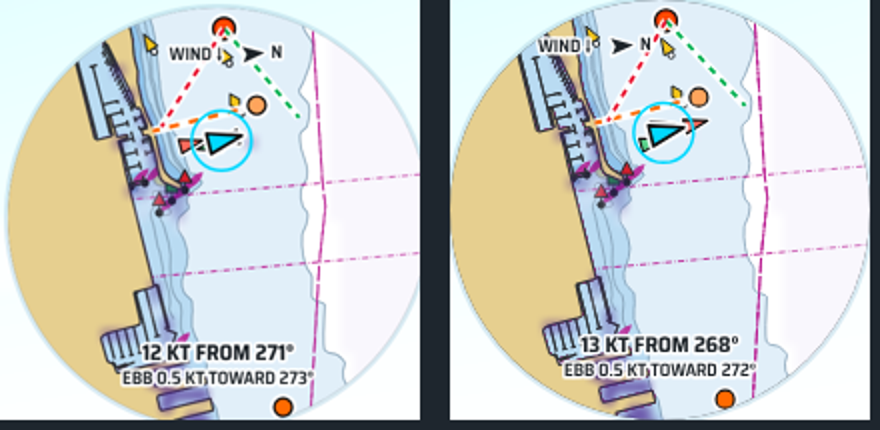 WIND ↓ N
12 KT FROM 271°
EBB 0.5 KT TOWARD 273°
WIND ↓ N
13 KT FROM 268°
EBB 0.5 KT TOWARD 272°